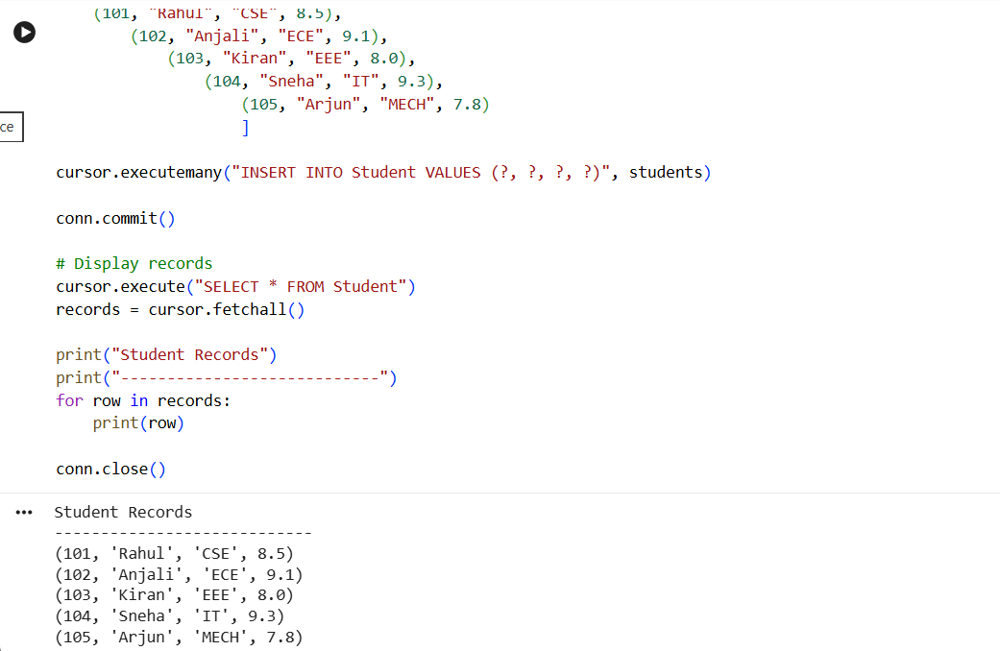 (101, "Rahul", "CSE", 8.5),
(102, "Anjali", "ECE", 9.1),
(103, "Kiran", "EEE", 8.0),
(104, "Sneha", "IT", 9.3),
(105, "Arjun", "MECH", 7.8)
ce
]
cursor.executemany("INSERT INTO Student VALUES (?, ?, ?, ?)", students)
conn.commit()
# Display records
cursor.execute("SELECT * FROM Student")
records = cursor.fetchall()
print("Student Records")
print("----------------------------")
for row in records:
    print(row)
conn.close()
Student Records
----------------------------
(101, 'Rahul', 'CSE', 8.5)
(102, 'Anjali', 'ECE', 9.1)
(103, 'Kiran', 'EEE', 8.0)
(104, 'Sneha', 'IT', 9.3)
(105, 'Arjun', 'MECH', 7.8)